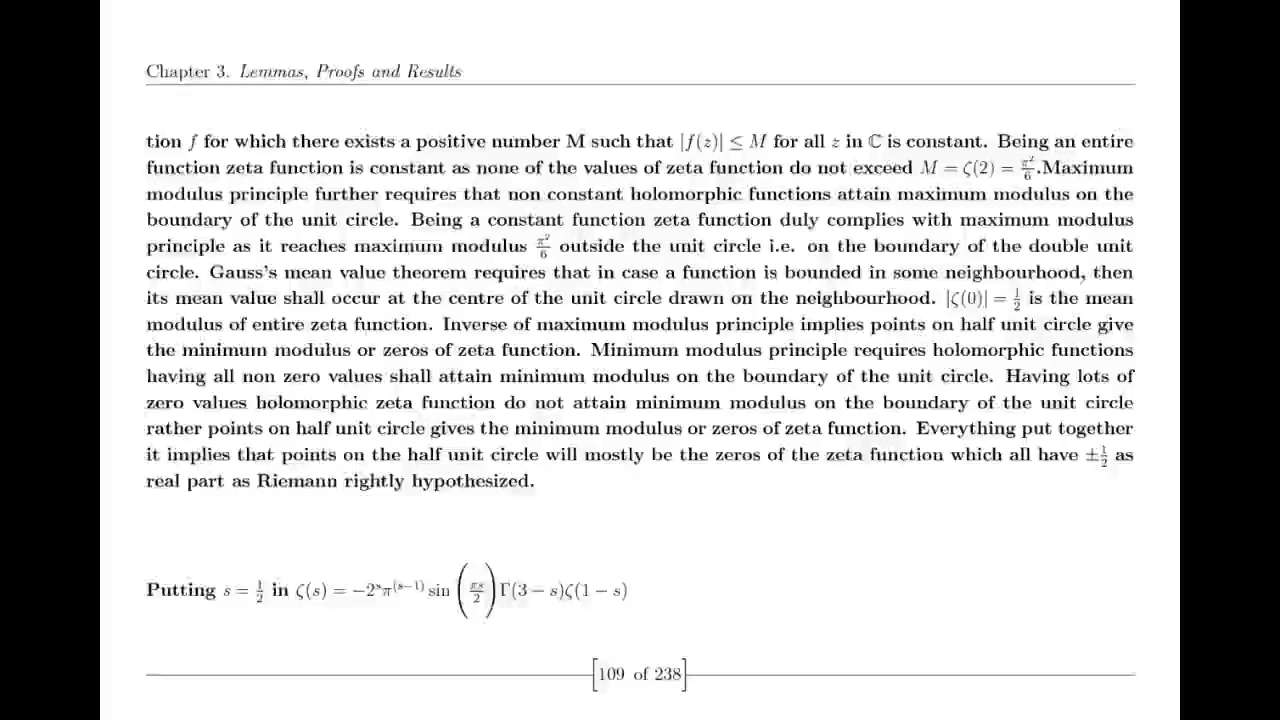 Chapter 3. Lemmas, Proofs and Results
tion f for which there exists a positive number M such that |f(z)| ≤ M for all z in ℂ is constant. Being an entire
function zeta function is constant as none of the values of zeta function do not exceed M = ζ(2) = π²/6.Maximum
modulus principle further requires that non constant holomorphic functions attain maximum modulus on the
boundary of the unit circle. Being a constant function zeta function duly complies with maximum modulus
principle as it reaches maximum modulus π²/6 outside the unit circle i.e. on the boundary of the double unit
circle. Gauss's mean value theorem requires that in case a function is bounded in some neighbourhood, then
its mean value shall occur at the centre of the unit circle drawn on the neighbourhood. |ζ(0)| = 1/2 is the mean
modulus of entire zeta function. Inverse of maximum modulus principle implies points on half unit circle give
the minimum modulus or zeros of zeta function. Minimum modulus principle requires holomorphic functions
having all non zero values shall attain minimum modulus on the boundary of the unit circle. Having lots of
zero values holomorphic zeta function do not attain minimum modulus on the boundary of the unit circle
rather points on half unit circle gives the minimum modulus or zeros of zeta function. Everything put together
it implies that points on the half unit circle will mostly be the zeros of the zeta function which all have ±1/2 as
real part as Riemann rightly hypothesized.
Putting s = 1/2 in ζ(s) = −2^s π^(s−1) sin (πs/2) Γ(3 − s)ζ(1 − s)
[109 of 238]